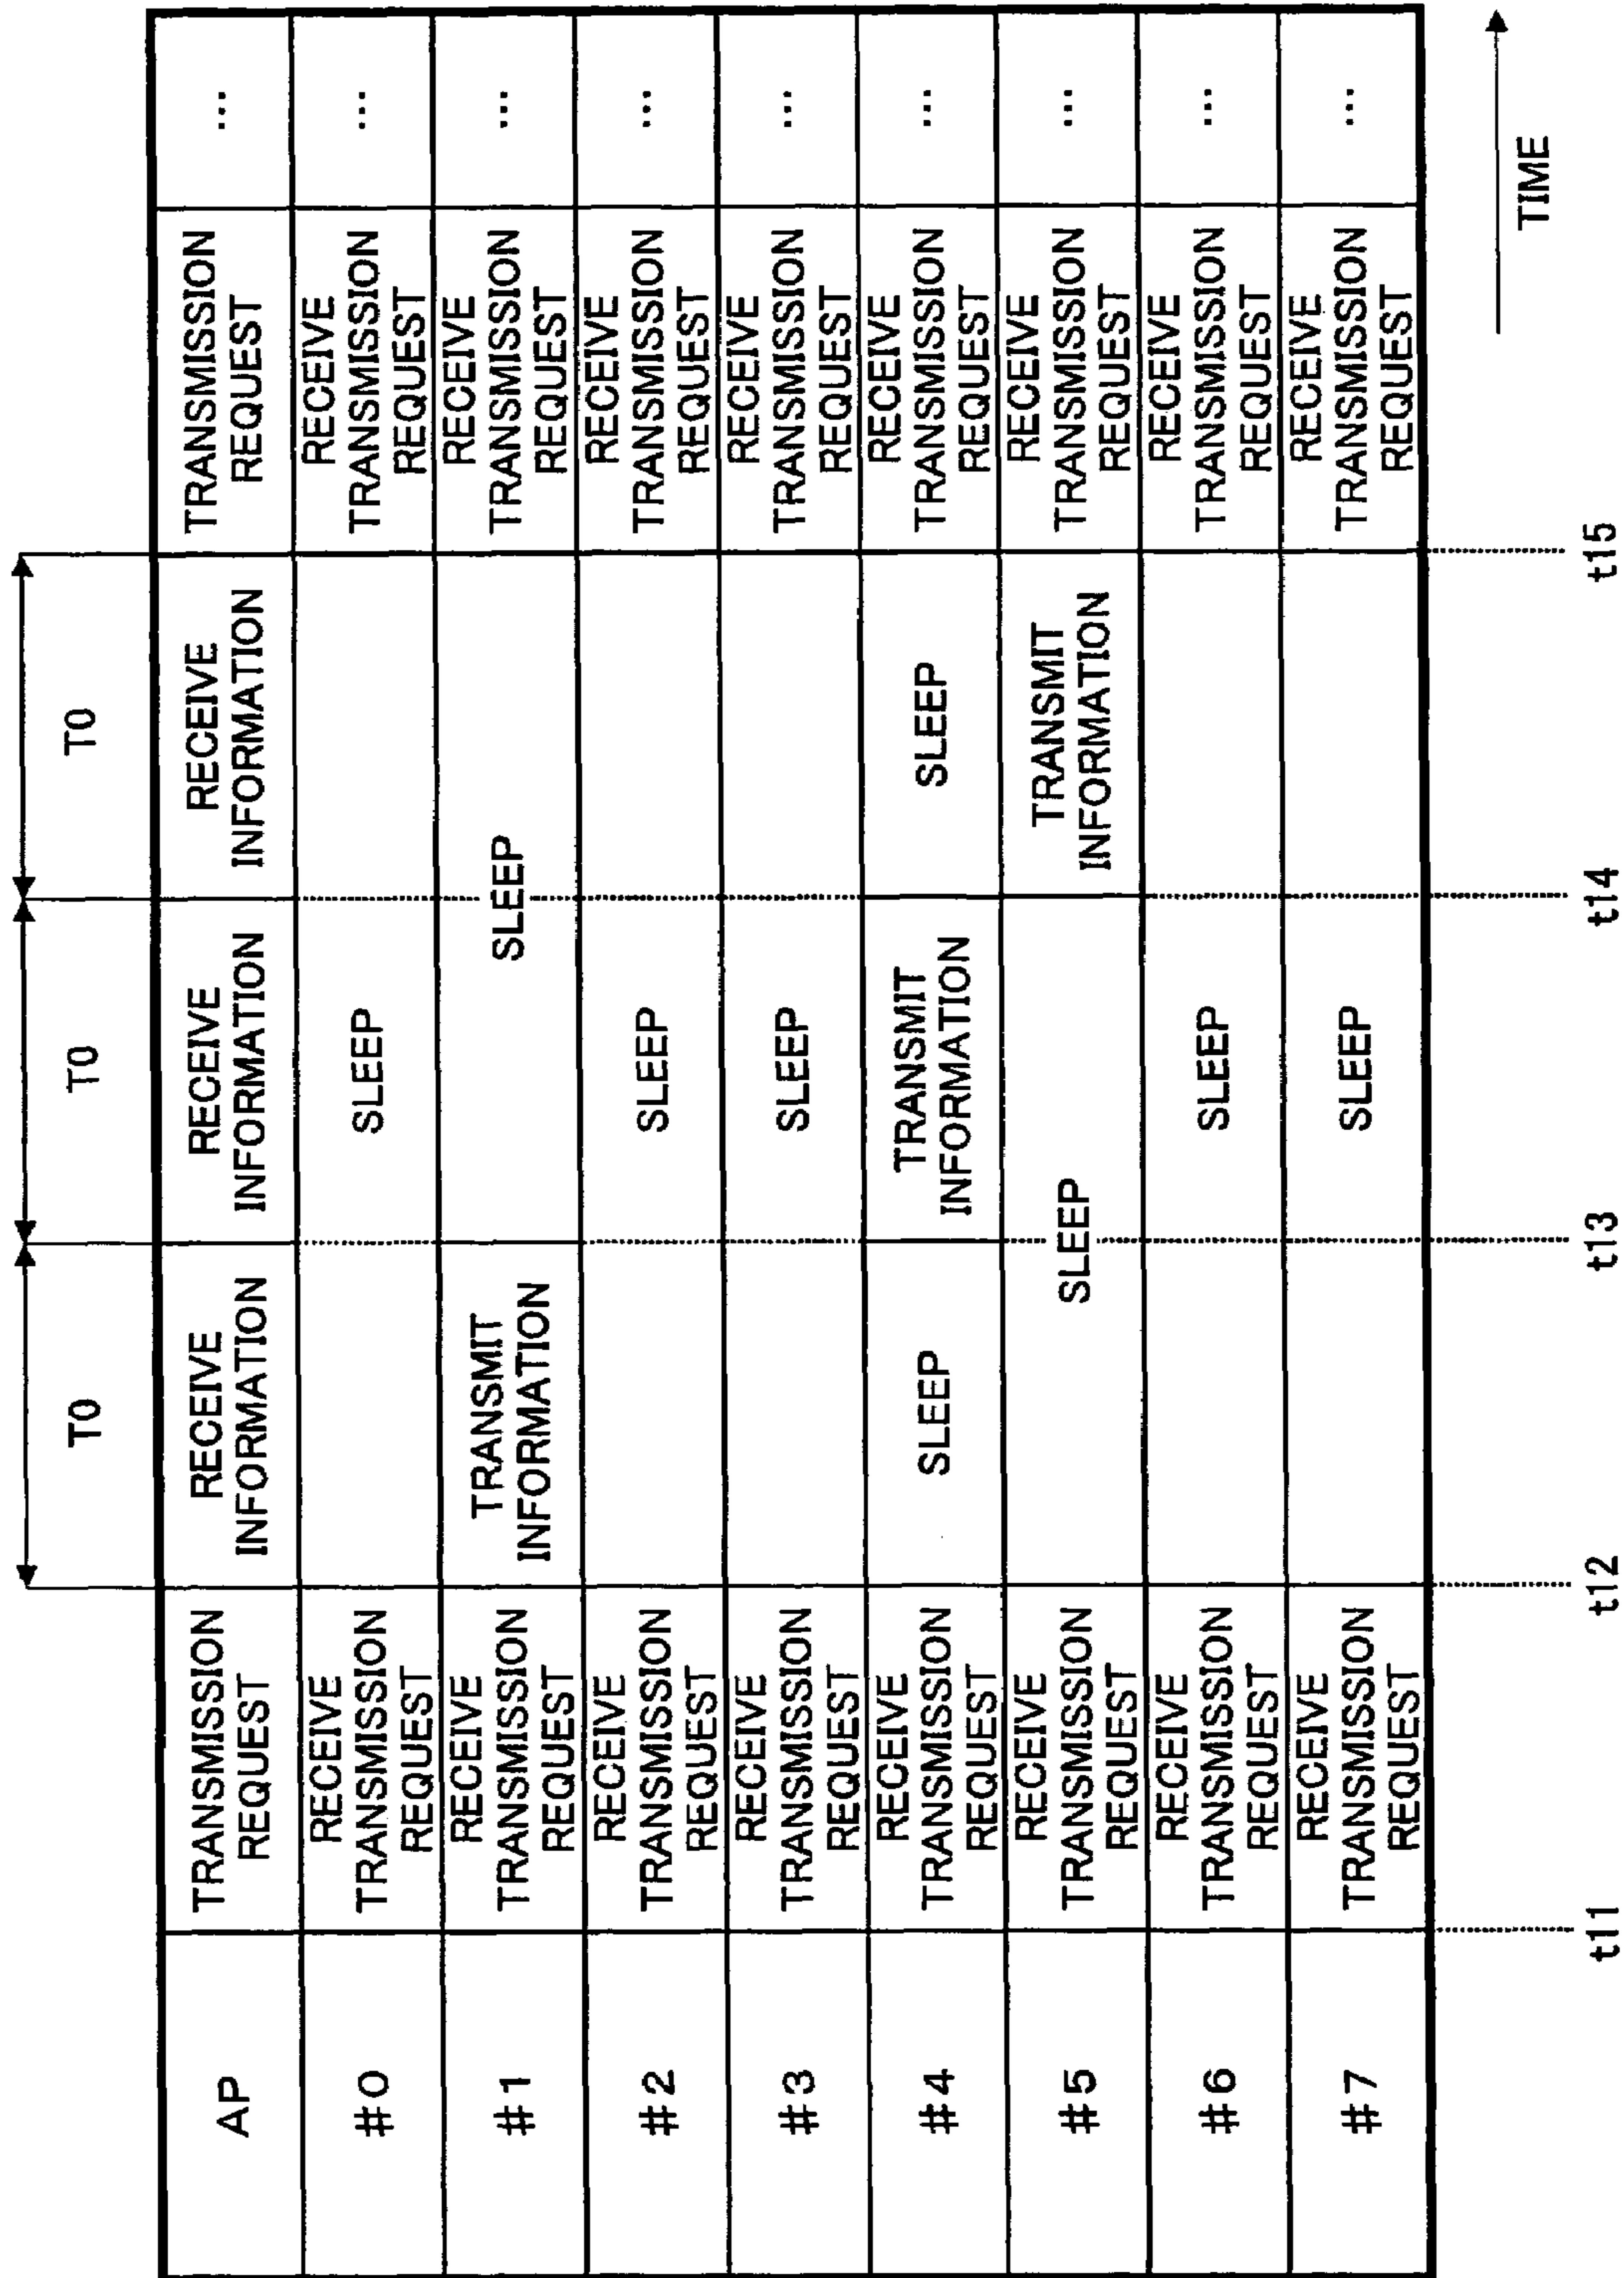 T0
T0
T0
AP
TRANSMISSION
REQUEST
RECEIVE
INFORMATION
RECEIVE
INFORMATION
RECEIVE
INFORMATION
TRANSMISSION
REQUEST
...
#0
RECEIVE
TRANSMISSION
REQUEST
SLEEP
RECEIVE
TRANSMISSION
REQUEST
...
#1
RECEIVE
TRANSMISSION
REQUEST
TRANSMIT
INFORMATION
SLEEP
RECEIVE
TRANSMISSION
REQUEST
...
#2
RECEIVE
TRANSMISSION
REQUEST
SLEEP
RECEIVE
TRANSMISSION
REQUEST
...
#3
RECEIVE
TRANSMISSION
REQUEST
SLEEP
RECEIVE
TRANSMISSION
REQUEST
...
#4
RECEIVE
TRANSMISSION
REQUEST
SLEEP
TRANSMIT
INFORMATION
SLEEP
RECEIVE
TRANSMISSION
REQUEST
...
#5
RECEIVE
TRANSMISSION
REQUEST
SLEEP
TRANSMIT
INFORMATION
RECEIVE
TRANSMISSION
REQUEST
...
#6
RECEIVE
TRANSMISSION
REQUEST
SLEEP
RECEIVE
TRANSMISSION
REQUEST
...
#7
RECEIVE
TRANSMISSION
REQUEST
SLEEP
RECEIVE
TRANSMISSION
REQUEST
...
t11
t12
t13
t14
t15
TIME